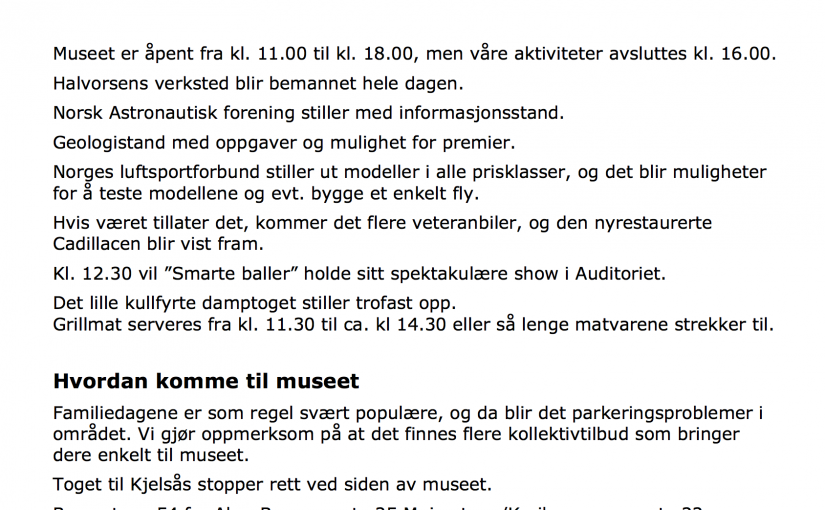 Museet er åpent fra kl. 11.00 til kl. 18.00, men våre aktiviteter avsluttes kl. 16.00.
Halvorsens verksted blir bemannet hele dagen.
Norsk Astronautisk forening stiller med informasjonsstand.
Geologistand med oppgaver og mulighet for premier.
Norges luftsportforbund stiller ut modeller i alle prisklasser, og det blir muligheter
for å teste modellene og evt. bygge et enkelt fly.
Hvis været tillater det, kommer det flere veteranbiler, og den nyrestaurerte
Cadillacen blir vist fram.
Kl. 12.30 vil ”Smarte baller” holde sitt spektakulære show i Auditoriet.
Det lille kullfyrte damptoget stiller trofast opp.
Grillmat serveres fra kl. 11.30 til ca. kl 14.30 eller så lenge matvarene strekker til.
Hvordan komme til museet
Familiedagene er som regel svært populære, og da blir det parkeringsproblemer i
området. Vi gjør oppmerksom på at det finnes flere kollektivtilbud som bringer
dere enkelt til museet.
Toget til Kjelsås stopper rett ved siden av museet.